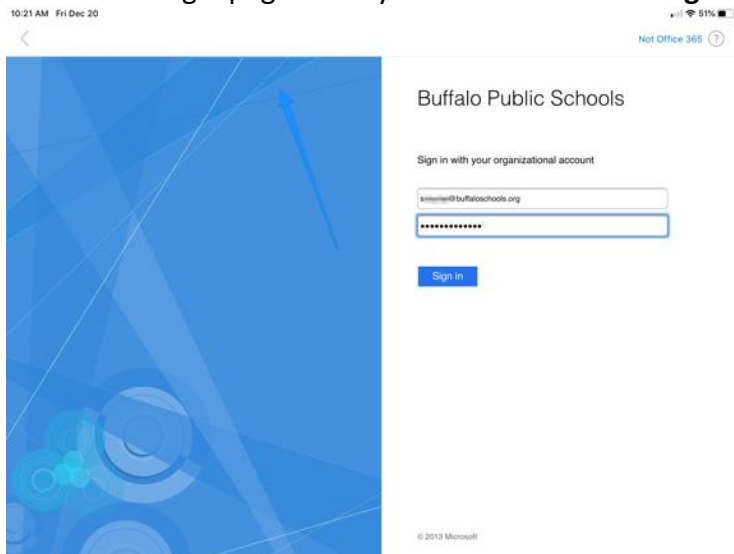 10:21 AM Fri Dec 20 51%
Not Office 365 ?
Buffalo Public Schools
Sign in with your organizational account
@buffaloschools.org
•••••••••••••
Sign in
© 2013 Microsoft